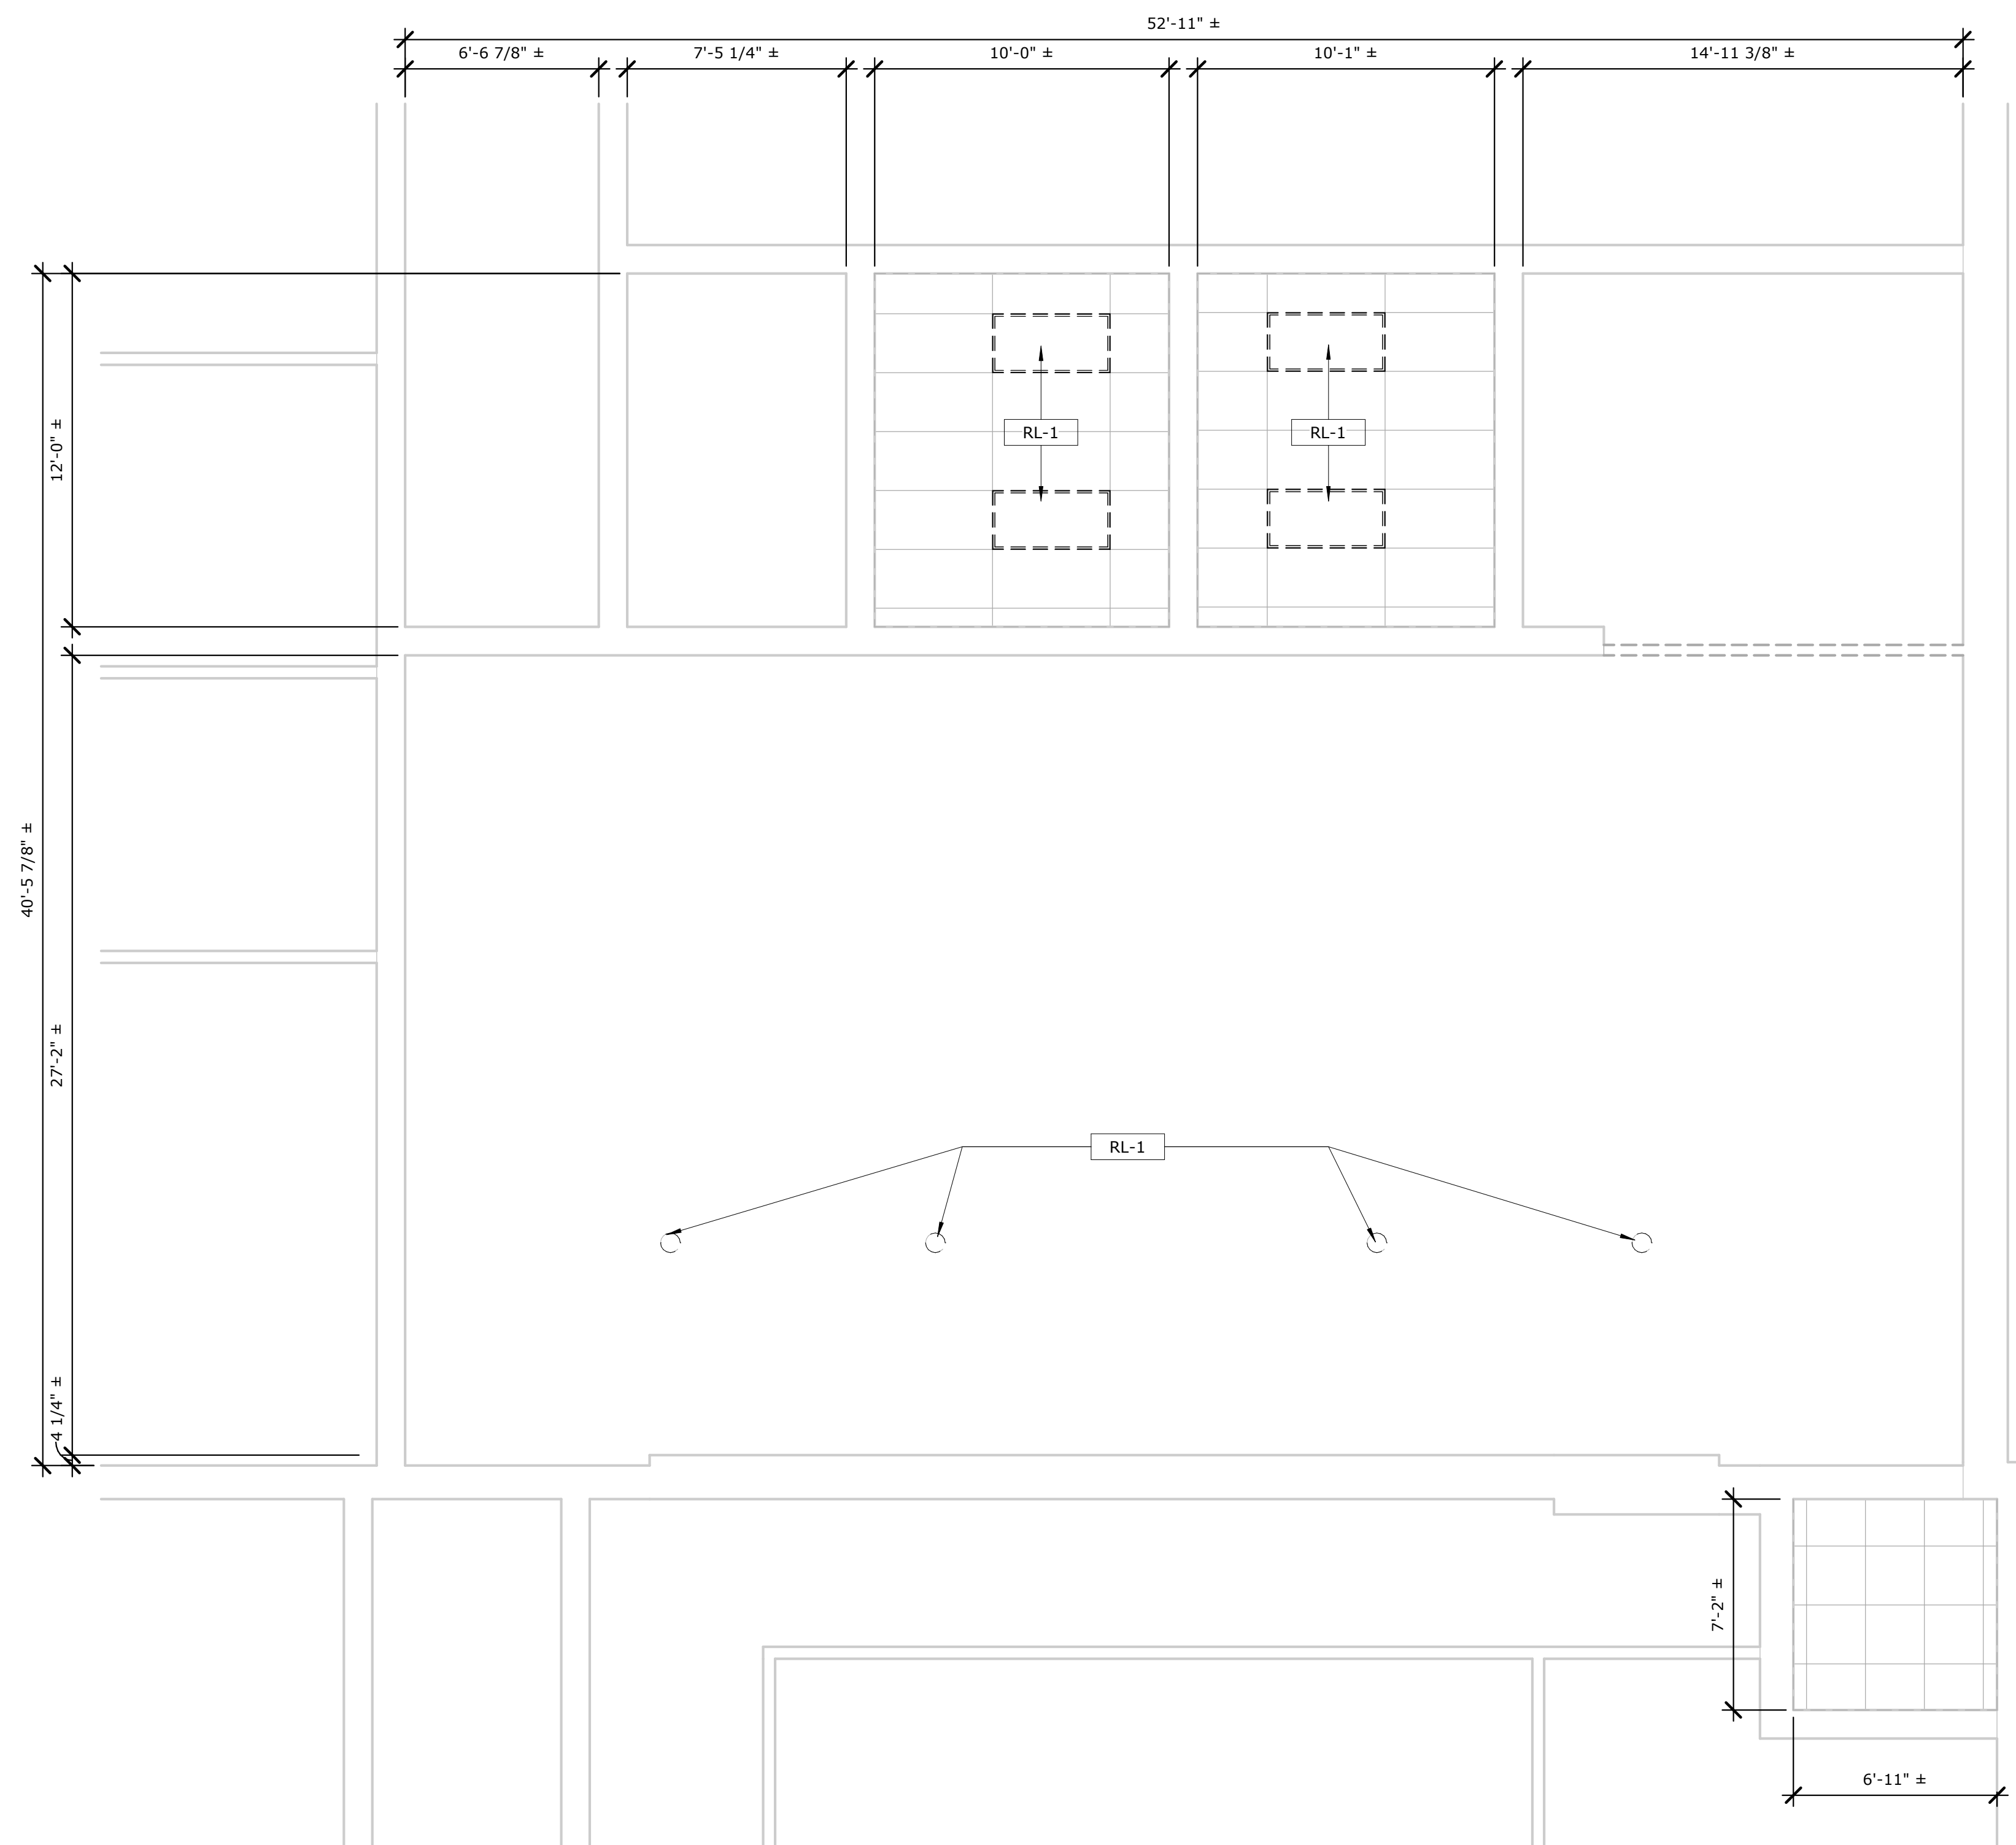 52'-11" ±
6'-6 7/8" ±
7'-5 1/4" ±
10'-0" ±
10'-1" ±
14'-11 3/8" ±
12'-0" ±
RL-1
RL-1
40'-5 7/8" ±
27'-2" ±
RL-1
4 1/4" ±
7'-2" ±
6'-11" ±